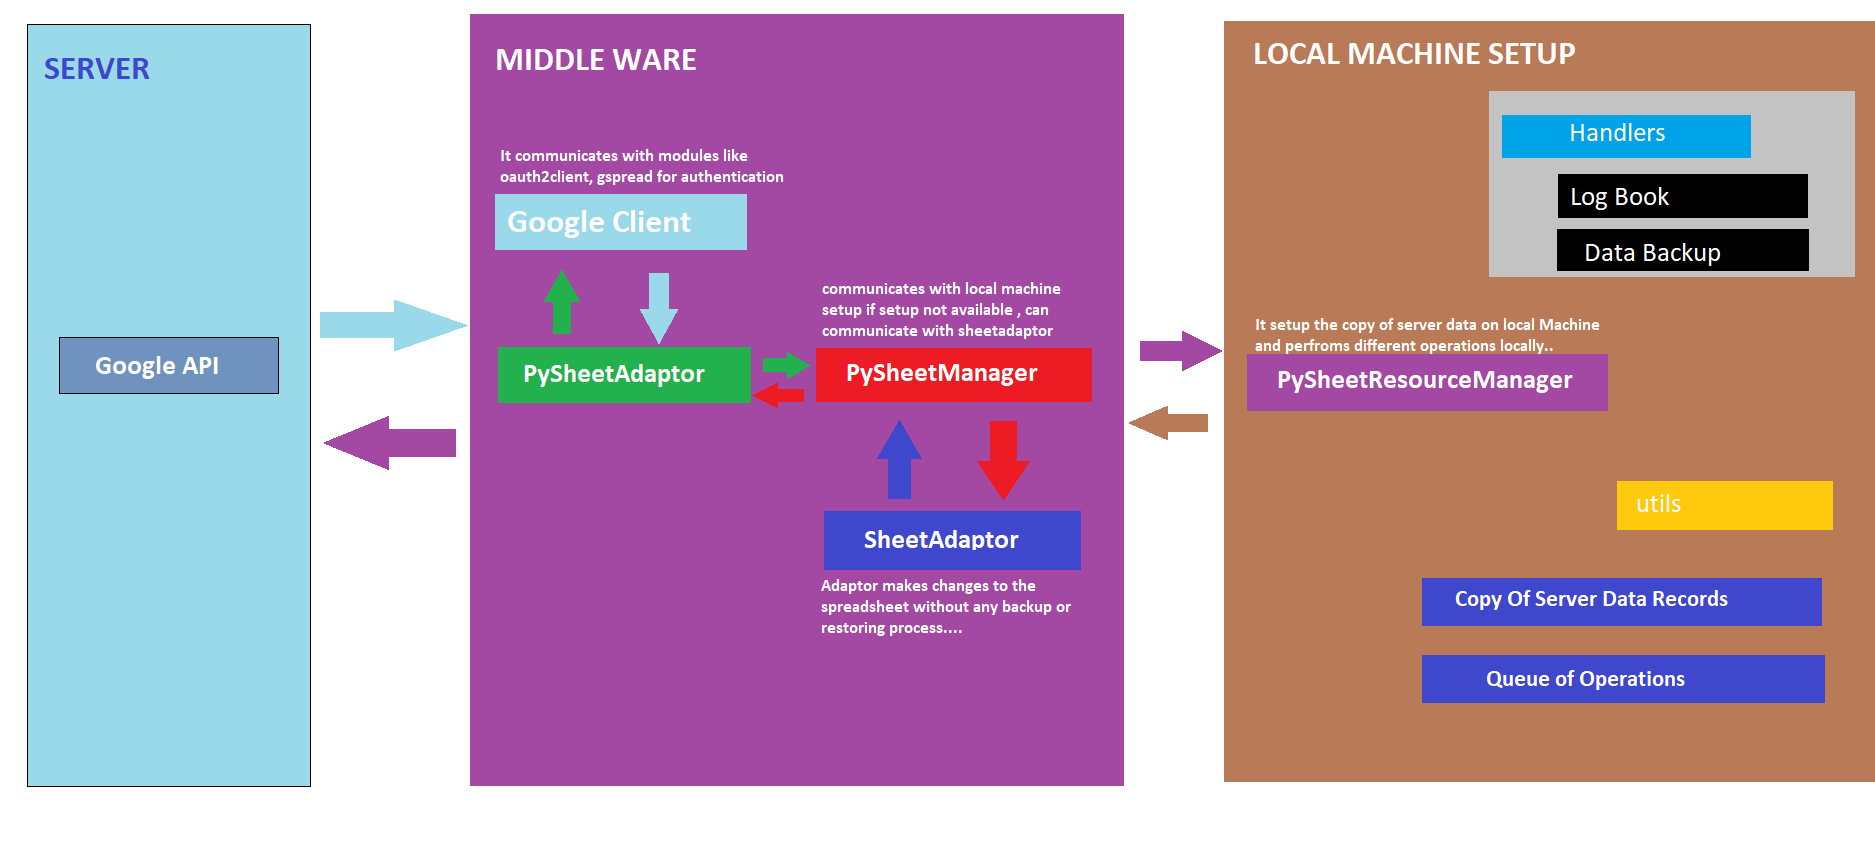 SERVER
Google API
MIDDLE WARE
It communicates with modules like
oauth2client, gspread for authentication
Google Client
PySheetAdaptor
communicates with local machine
setup if setup not available , can
communicate with sheetadaptor
PySheetManager
SheetAdaptor
Adaptor makes changes to the
spreadsheet without any backup or
restoring process....
LOCAL MACHINE SETUP
Handlers
Log Book
Data Backup
It setup the copy of server data on local Machine
and perfroms different operations locally..
PySheetResourceManager
utils
Copy Of Server Data Records
Queue of Operations